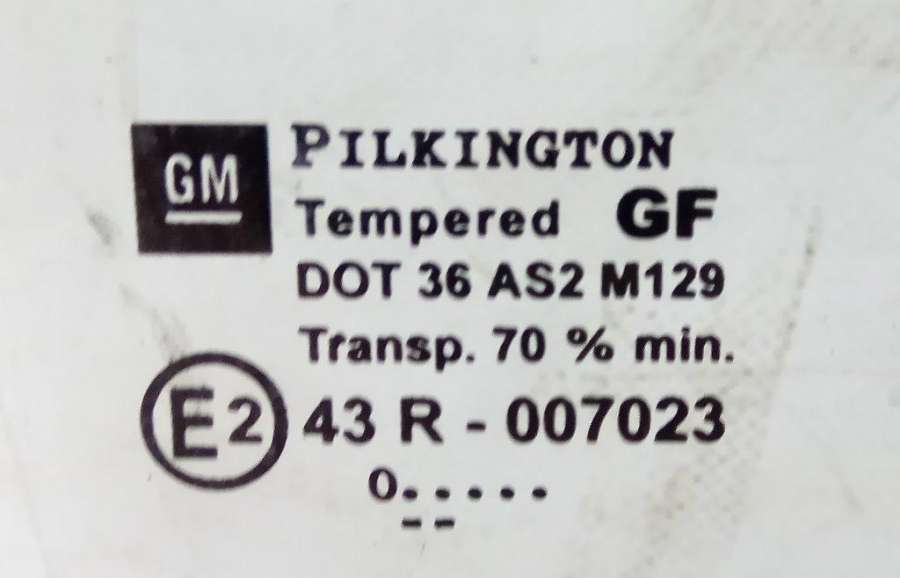 GM
PILKINGTON
Tempered GF
DOT 36 AS2 M129
Transp. 70 % min.
E2 43 R - 007023
0.....
--